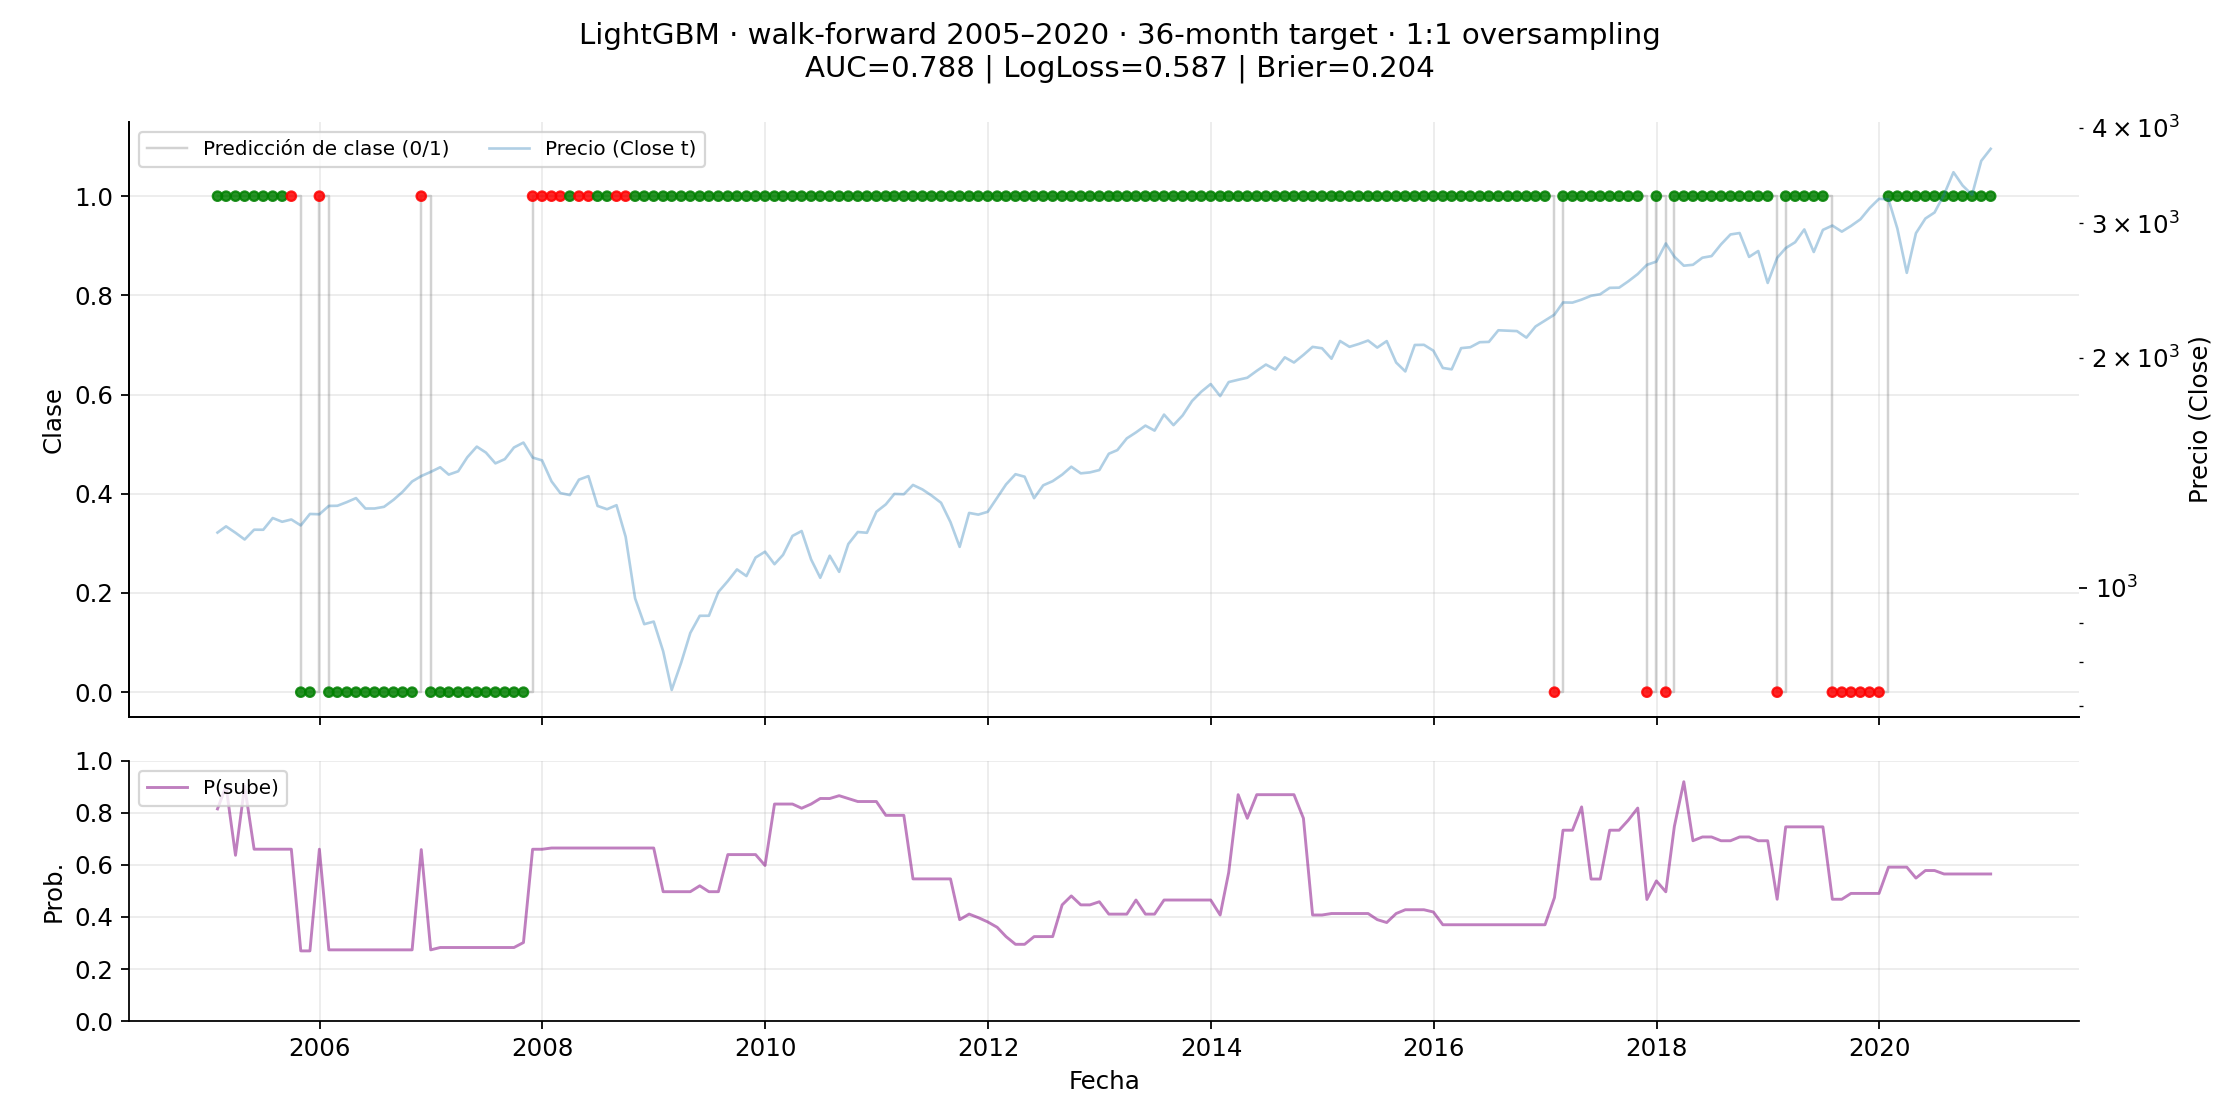 LightGBM · walk-forward 2005–2020 · 36-month target · 1:1 oversampling
AUC=0.788 | LogLoss=0.587 | Brier=0.204
Predicción de clase (0/1)
Precio (Close t)
Clase
1.0
0.8
0.6
0.4
0.2
0.0
4 × 10³
3 × 10³
2 × 10³
10³
Precio (Close)
P(sube)
Prob.
1.0
0.8
0.6
0.4
0.2
0.0
2006
2008
2010
2012
2014
2016
2018
2020
Fecha